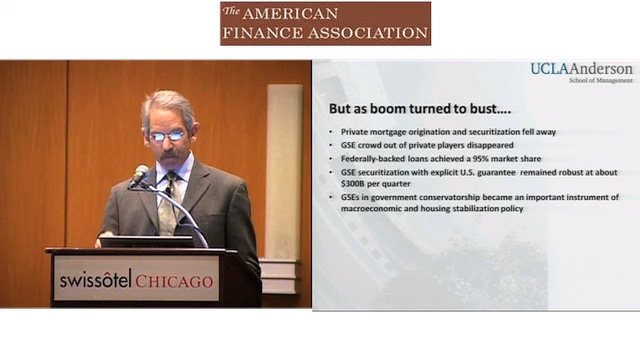 The AMERICAN
FINANCE ASSOCIATION
UCLAAnderson
School of Management
But as boom turned to bust....
• Private mortgage origination and securitization fell away
• GSE crowd out of private players disappeared
• Federally-backed loans achieved a 95% market share
• GSE securitization with explicit U.S. guarantee remained robust at about
$300B per quarter
• GSEs in government conservatorship became an important instrument of
macroeconomic and housing stabilization policy
swissôtel CHICAGO